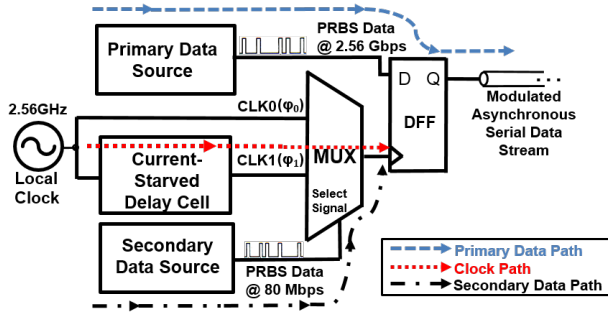 PRBS Data
@ 2.56 Gbps
Primary Data
Source
D Q
DFF
Modulated
Asynchronous
Serial Data
Stream
2.56GHz
Local
Clock
CLK0(φ₀)
CLK1(φ₁)
Current-
Starved
Delay Cell
MUX
Select
Signal
Secondary
Data Source
PRBS Data
@ 80 Mbps
Primary Data Path
Clock Path
Secondary Data Path